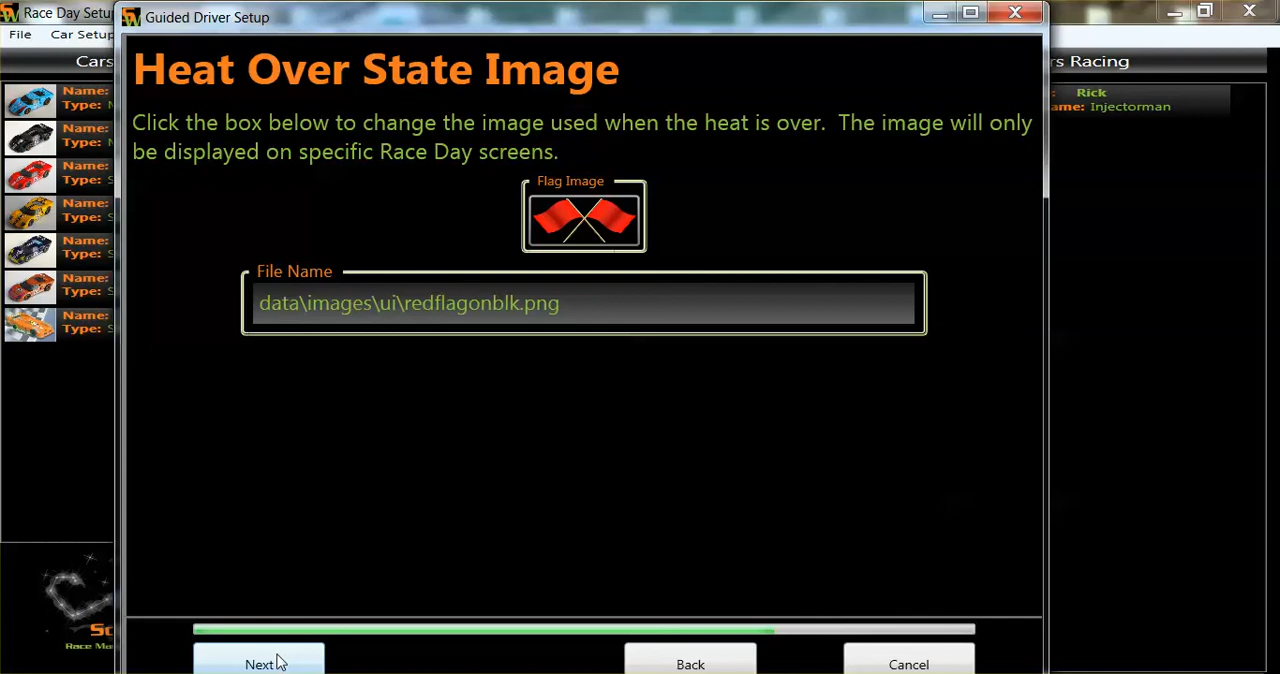 Race Day Setu
Guided Driver Setup
File
Car Setup
Cars
rs Racing
Name:
Type:
Name:
Type:
Name:
Type: S
Name:
Type: S
Name:
Type: S
Name:
Type: S
Name:
Type: S
Rick
ame: Injectorman
Heat Over State Image
Click the box below to change the image used when the heat is over. The image will only
be displayed on specific Race Day screens.
Flag Image
File Name
data\images\ui\redflagonblk.png
Sc
Race Ma
Next
Back
Cancel